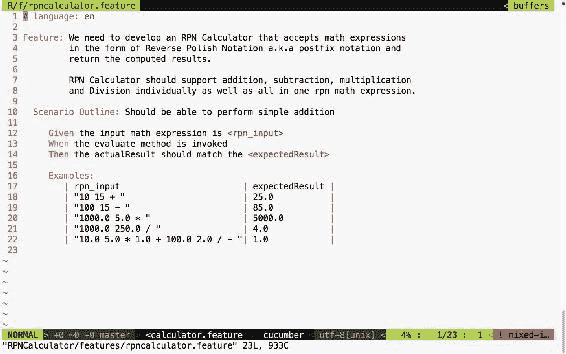 R/f/rpncalculator.feature < buffers
1 # language: en
2
3 Feature: We need to develop an RPN Calculator that accepts math expressions
4 in the form of Reverse Polish Notation a.k.a postfix notation and
5 return the computed results.
6
7 RPN Calculator should support addition, subtraction, multiplication
8 and Division individually as well as all in one rpn math expression.
9
10 Scenario Outline: Should be able to perform simple addition
11
12 Given the input math expression is <rpn_input>
13 When the evaluate method is invoked
14 Then the actualResult should match the <expectedResult>
15
16 Examples:
17 | rpn_input | expectedResult |
18 | "10 15 + " | 25.0 |
19 | "100 15 - " | 85.0 |
20 | "1000.0 5.0 * " | 5000.0 |
21 | "1000.0 250.0 / " | 4.0 |
22 | "10.0 5.0 * 1.0 + 100.0 2.0 / - "| 1.0 |
23
~
~
~
~
~
NORMAL > +0 ~0 -0 master > <calculator.feature cucumber < utf-8[unix] < 4% : 1/23 : 1 < ! mixed-i…
"RPNCalculator/features/rpncalculator.feature" 23L, 933C